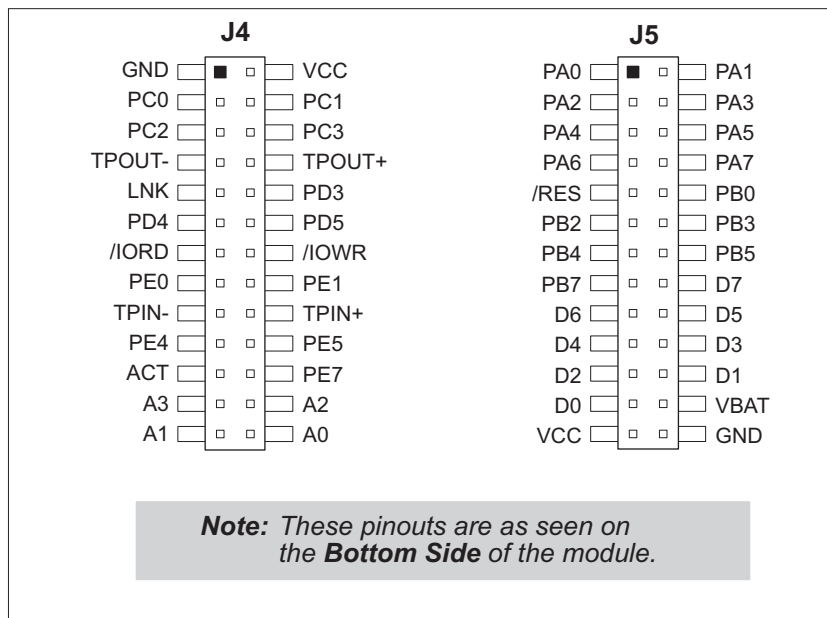 J4 J5
GND VCC PA0 PA1
PC0 PC1 PA2 PA3
PC2 PC3 PA4 PA5
TPOUT- TPOUT+ PA6 PA7
LNK PD3 /RES PB0
PD4 PD5 PB2 PB3
/IORD /IOWR PB4 PB5
PE0 PE1 PB7 D7
TPIN- TPIN+ D6 D5
PE4 PE5 D4 D3
ACT PE7 D2 D1
A3 A2 D0 VBAT
A1 A0 VCC GND
Note: These pinouts are as seen on
the Bottom Side of the module.